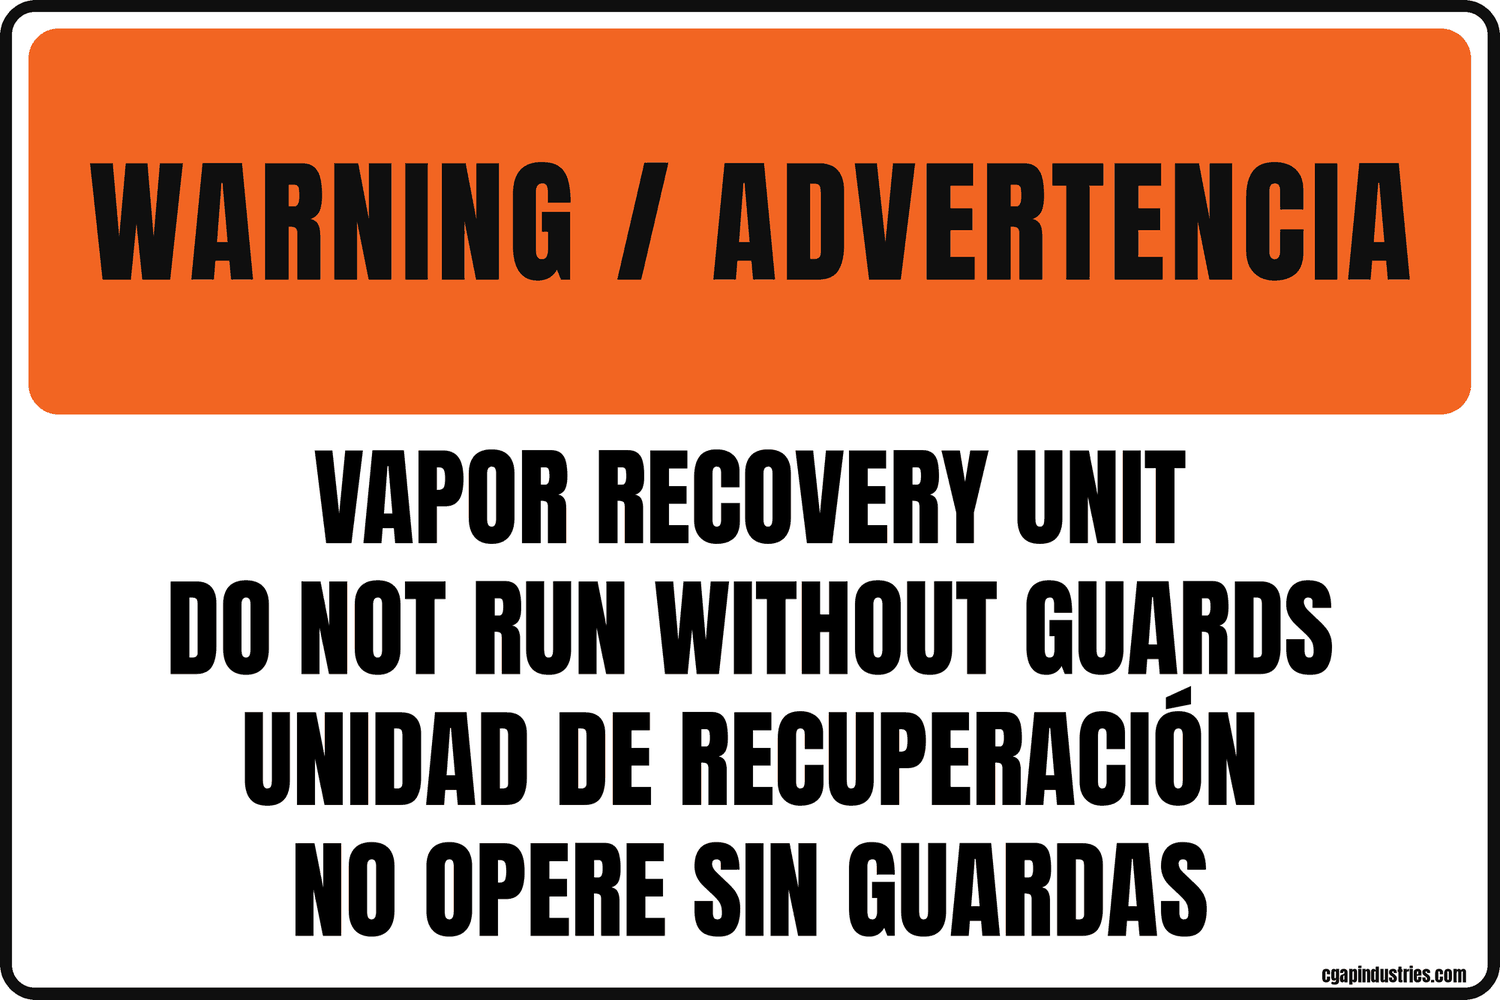 WARNING / ADVERTENCIA
VAPOR RECOVERY UNIT
DO NOT RUN WITHOUT GUARDS
UNIDAD DE RECUPERACIÓN
NO OPERE SIN GUARDAS
cgapindustries.com